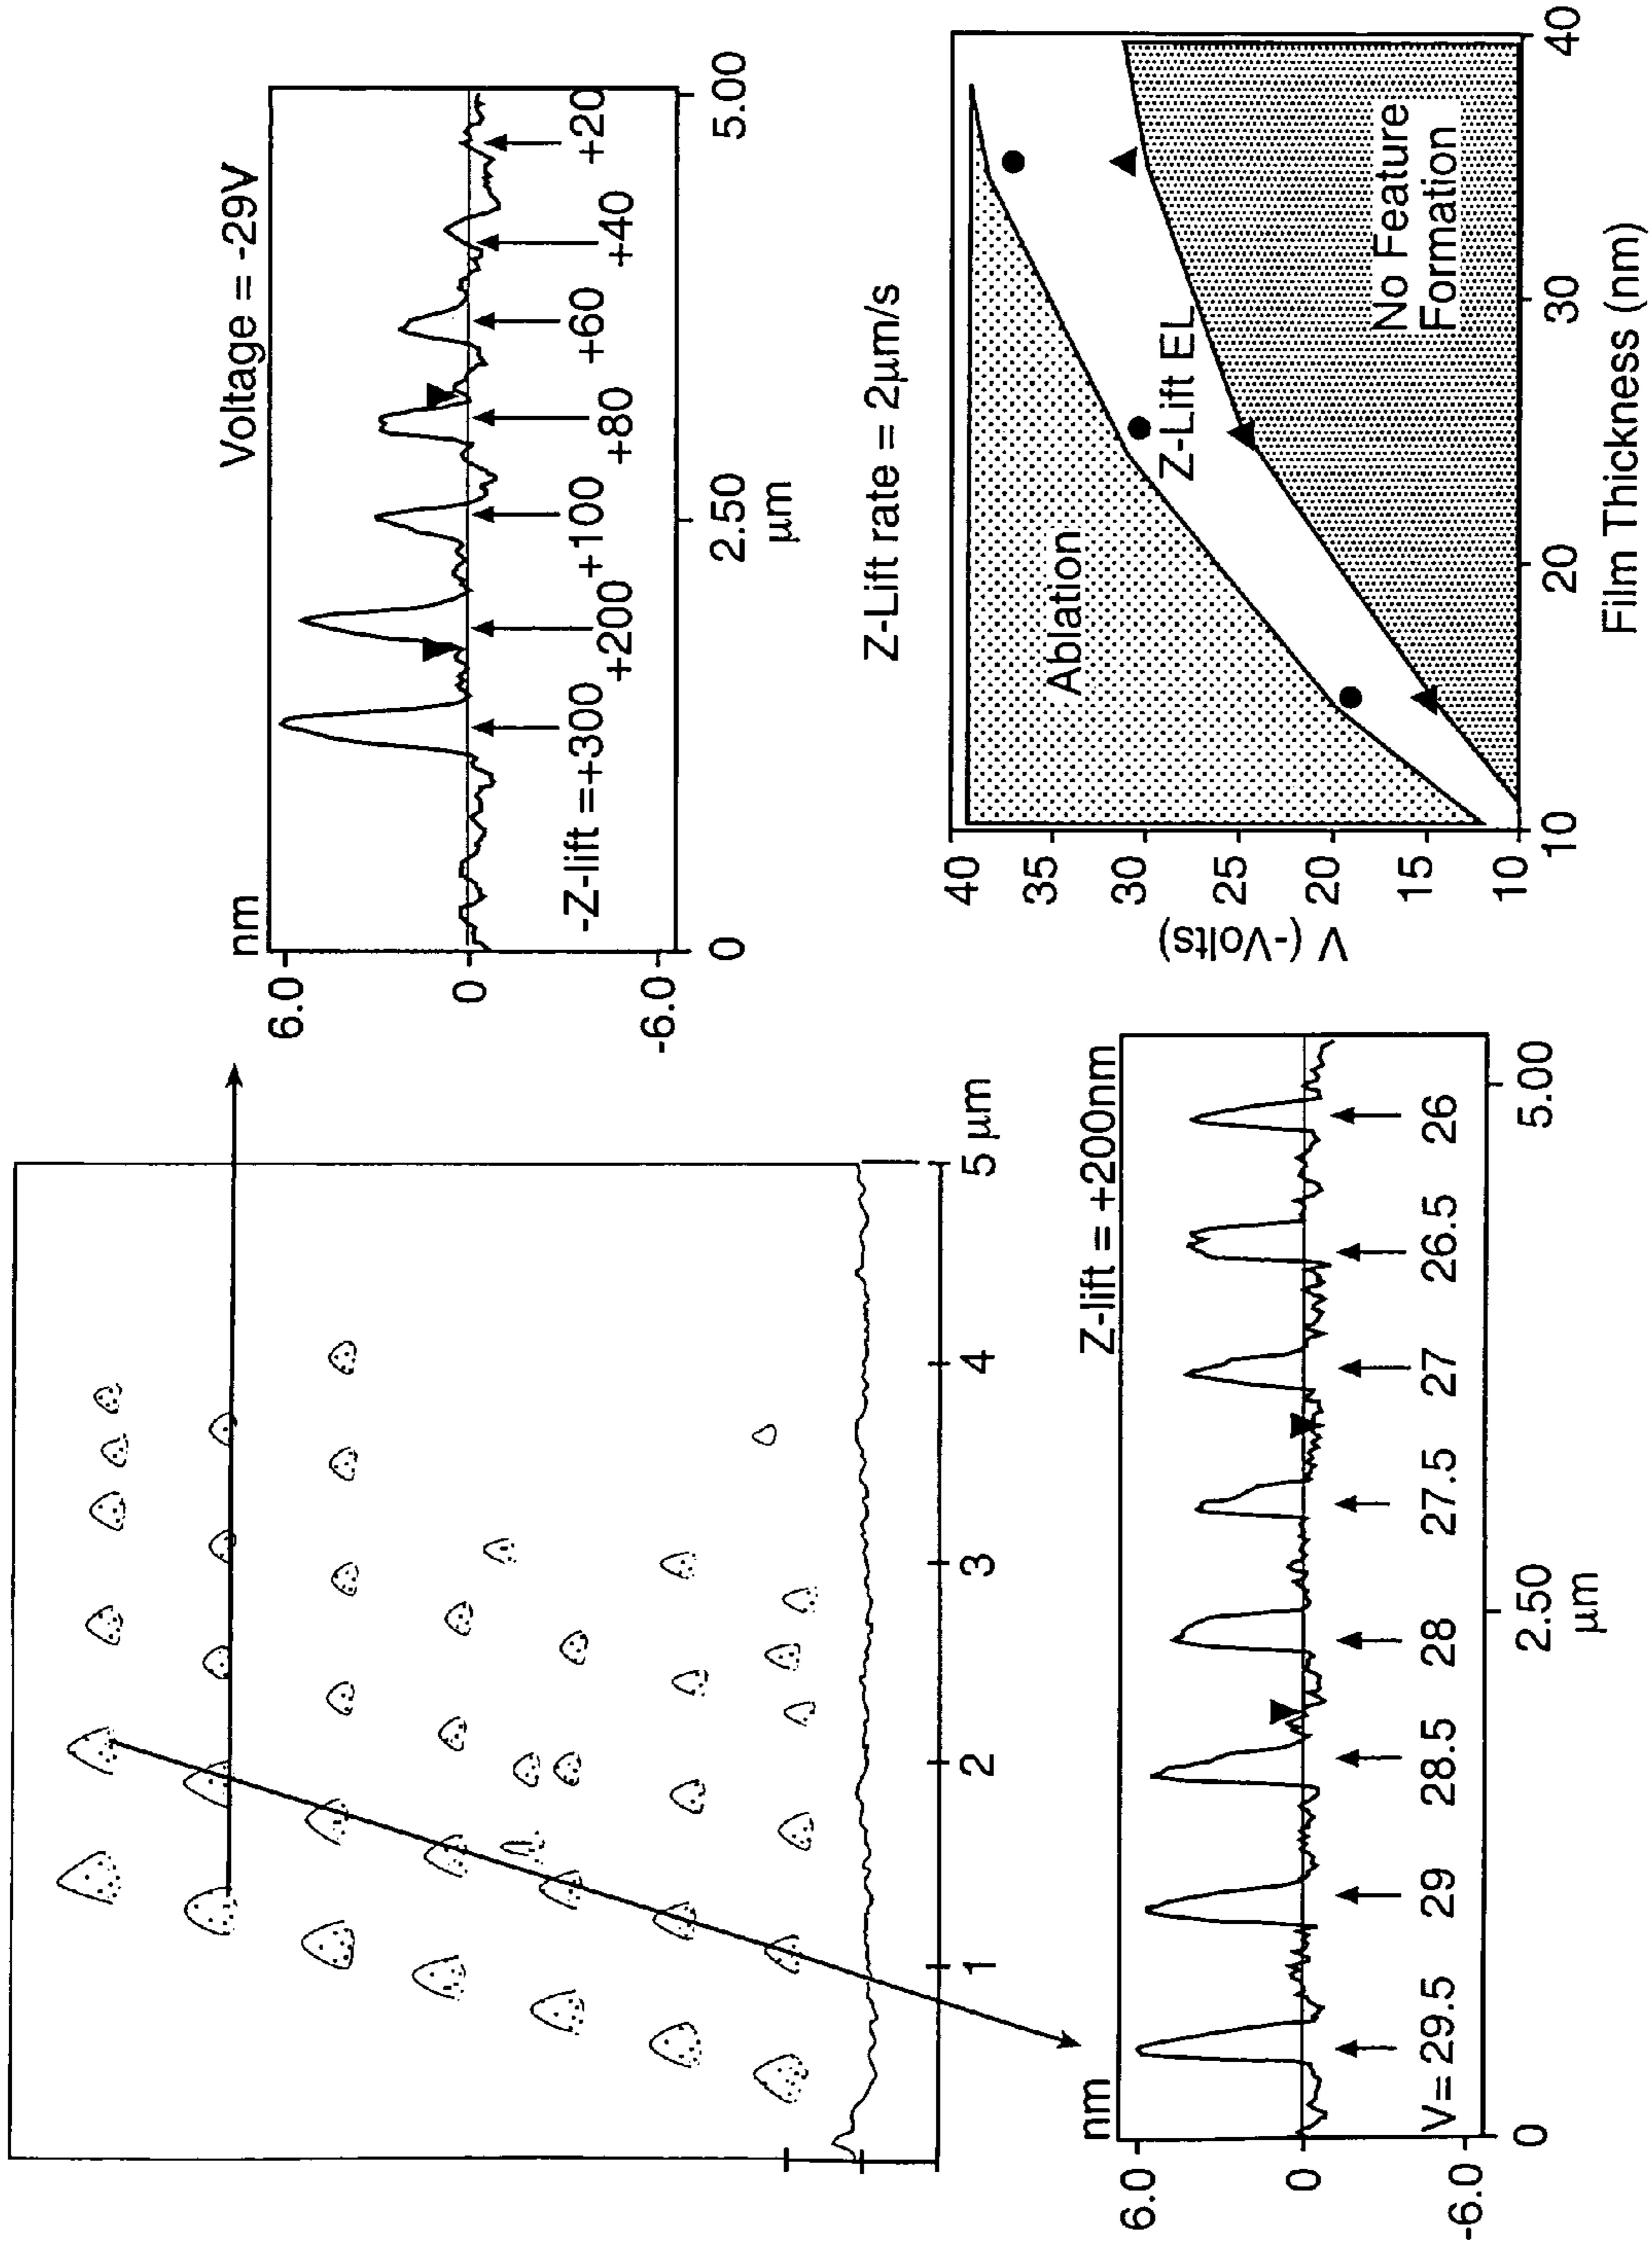 5 μm
4
3
2
1
Voltage = -29V
nm
6.0
0
-6.0
-Z-lift =+300
+200
+100
+80
+60
+40
+20
0
2.50
5.00
μm
Z-lift = +200nm
nm
6.0
0
-6.0
V= 29.5
29
28.5
28
27.5
27
26.5
26
0
2.50
5.00
μm
Z-Lift rate = 2μm/s
V (-Volts)
40
35
30
25
20
15
10
Ablation
Z-Lift EL
No Feature
Formation
10
20
30
40
Film Thickness (nm)